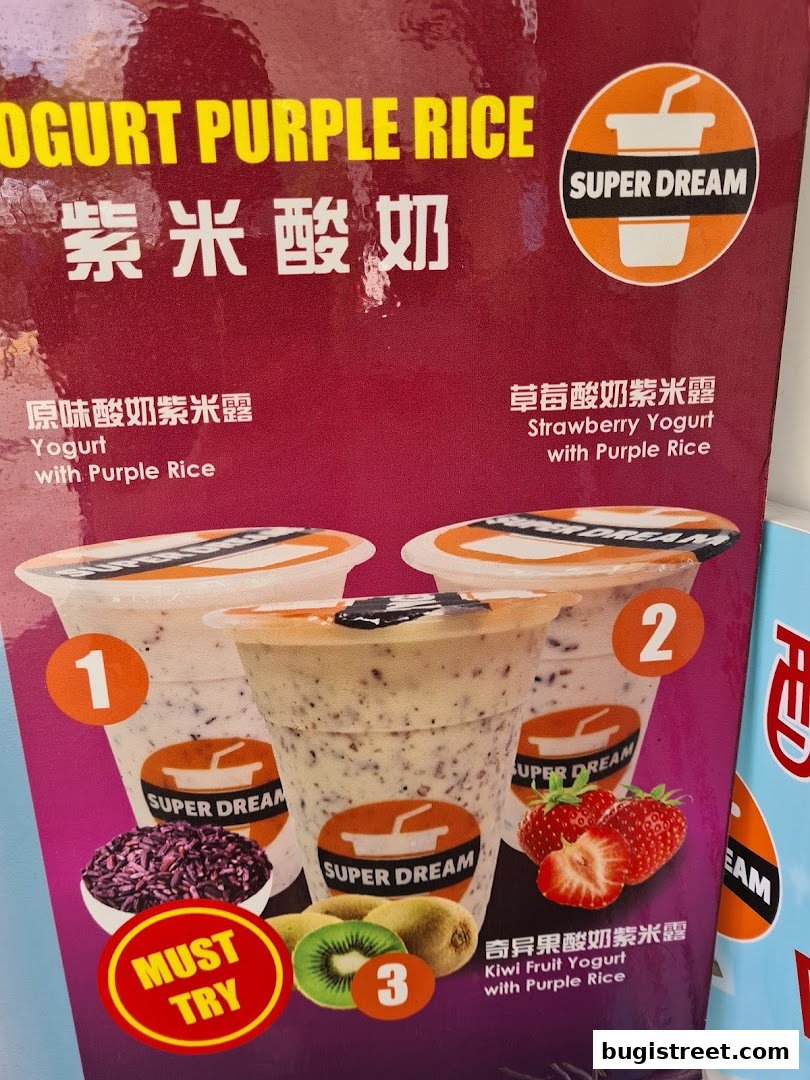 OGURT PURPLE RICE
紫米酸奶
SUPER DREAM
原味酸奶紫米露
Yogurt
with Purple Rice
草莓酸奶紫米露
Strawberry Yogurt
with Purple Rice
SUPER DREAM
SUPER DREAM
1
2
SUPER DREAM
SUPER DREAM
SUPER DREAM
EAM
MUST
TRY
3
奇异果酸奶紫米露
Kiwi Fruit Yogurt
with Purple Rice
bugistreet.com